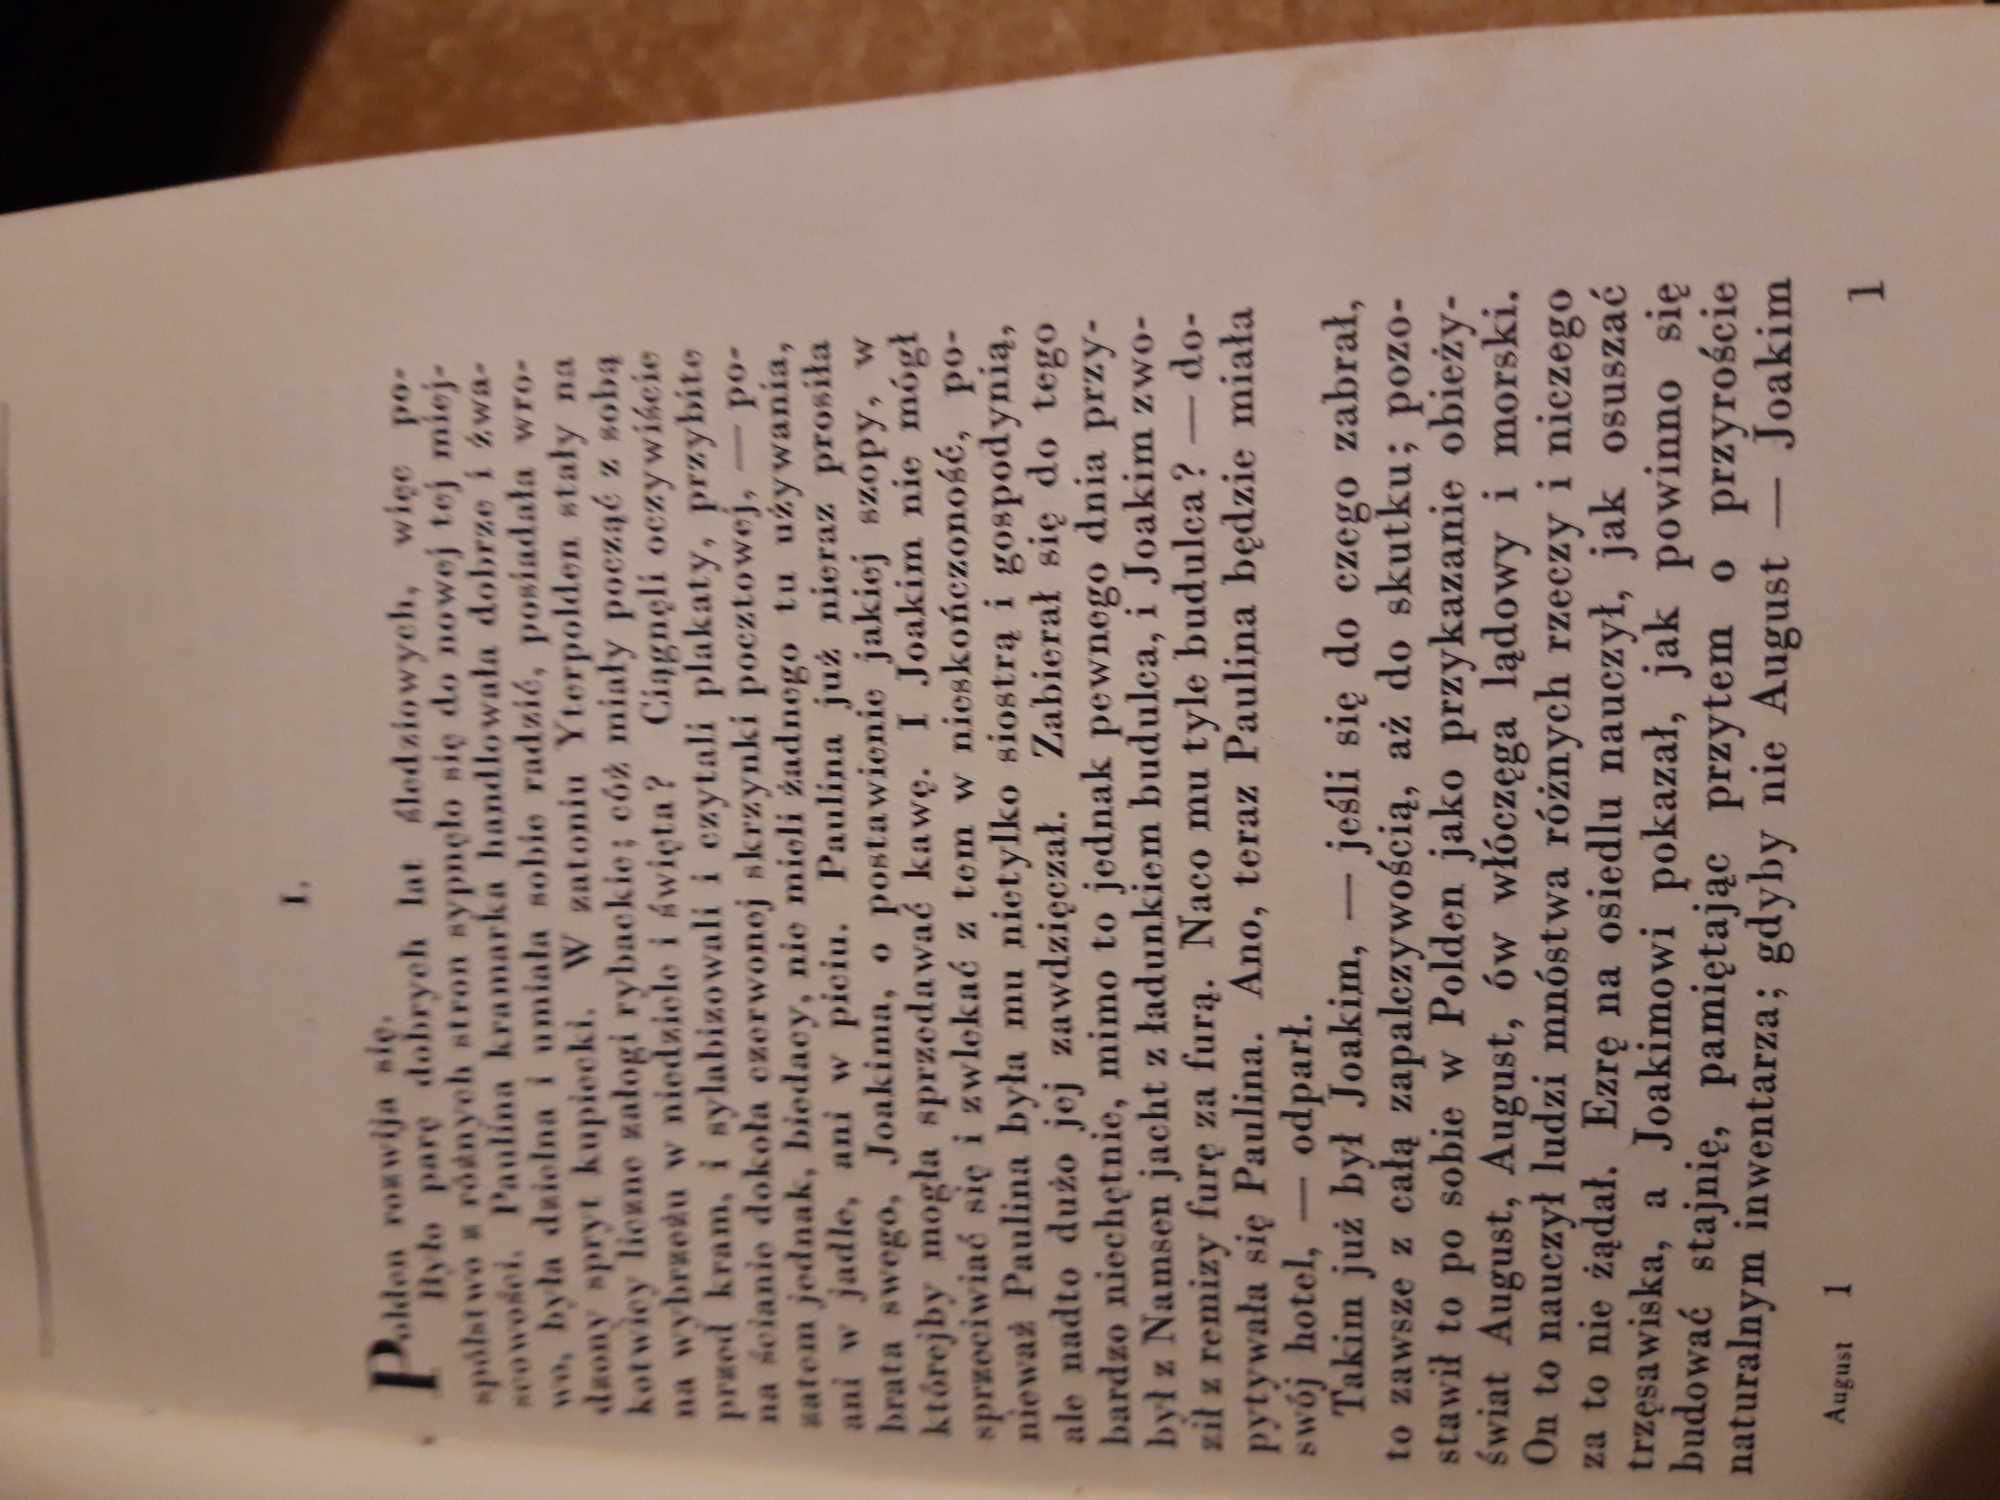 I.
Polden rozwija się.
Było parę dobrych lat śledziowych, więc po-
spólstwo z różnych stron sypnęło się do nowej tej miej-
scowości. Paulina kramarka handlowała dobrze i żwa-
wo, była dzielna i umiała sobie radzić, posiadała wro-
dzony spryt kupiecki. W zatoniu Yterpolden stały na
kotwicy liczne załogi rybackie; cóż miały począć z sobą
na wybrzeżu w niedziele i święta? Ciągnęli oczywiście
przed kram, i sylabizowali i czytali plakaty, przybite
na ścianie dokoła czerwonej skrzynki pocztowej, — po-
zatem jednak, biedacy, nie mieli żadnego tu używania,
ani w jadle, ani w piciu. Paulina już nieraz prosiła
brata swego, Joakima, o postawienie jakiej szopy, w
którejby mogła sprzedawać kawę. I Joakim nie mógł
sprzeciwiać się i zwlekać z tem w nieskończoność, po-
nieważ Paulina była mu nietylko siostrą i gospodynią,
ale nadto dużo jej zawdzięczał. Zabierał się do tego
bardzo niechętnie, mimo to jednak pewnego dnia przy-
był z Namsen jacht z ładunkiem budulca, i Joakim zwo-
ził z remizy furę za furą. Naco mu tyle budulca? — do-
pytywała się Paulina. Ano, teraz Paulina będzie miała
swój hotel, — odparł.
Takim już był Joakim, — jeśli się do czego zabrał,
to zawsze z całą zapalczywością, aż do skutku; pozo-
stawił to po sobie w Polden jako przykazanie obieży-
świat August, August, ów włóczęga lądowy i morski.
On to nauczył ludzi mnóstwa różnych rzeczy i niczego
za to nie żądał. Ezrę na osiedlu nauczył, jak osuszać
trzęsawiska, a Joakimowi pokazał, jak powinno się
budować stajnię, pamiętając przytem o przyroście
naturalnym inwentarza; gdyby nie August — Joakim
August 1
1